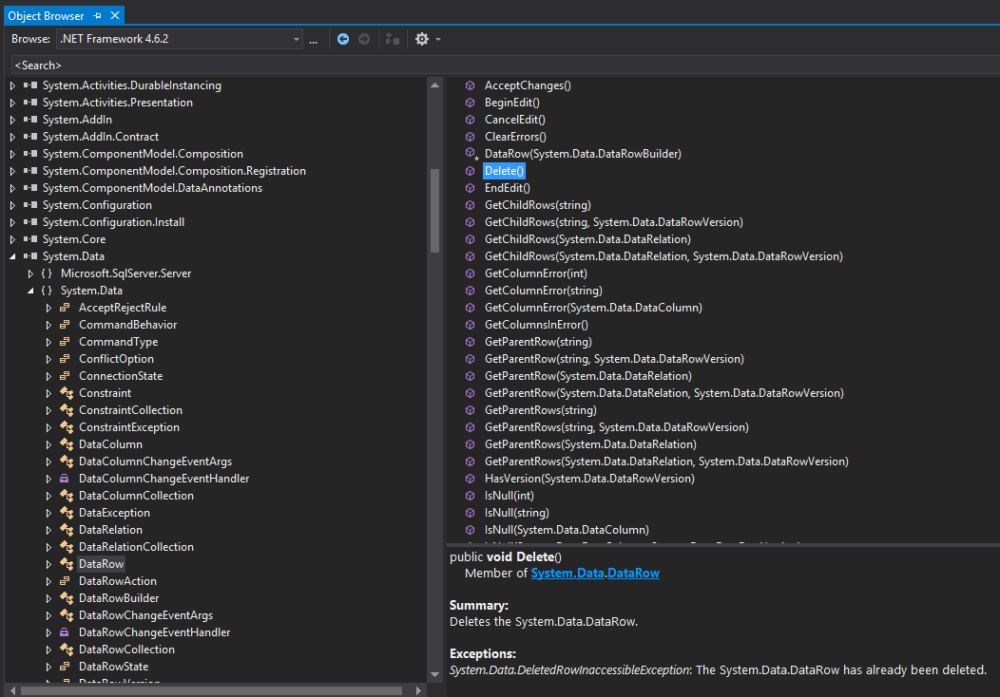 Object Browser
Browse: .NET Framework 4.6.2 ...
<Search>
System.Activities.DurableInstancing
System.Activities.Presentation
System.AddIn
System.AddIn.Contract
System.ComponentModel.Composition
System.ComponentModel.Composition.Registration
System.ComponentModel.DataAnnotations
System.Configuration
System.Configuration.Install
System.Core
System.Data
{ } Microsoft.SqlServer.Server
{ } System.Data
AcceptRejectRule
CommandBehavior
CommandType
ConflictOption
ConnectionState
Constraint
ConstraintCollection
ConstraintException
DataColumn
DataColumnChangeEventArgs
DataColumnChangeEventHandler
DataColumnCollection
DataException
DataRelation
DataRelationCollection
DataRow
DataRowAction
DataRowBuilder
DataRowChangeEventArgs
DataRowChangeEventHandler
DataRowCollection
DataRowState
DataRowVersion
AcceptChanges()
BeginEdit()
CancelEdit()
ClearErrors()
DataRow(System.Data.DataRowBuilder)
Delete()
EndEdit()
GetChildRows(string)
GetChildRows(string, System.Data.DataRowVersion)
GetChildRows(System.Data.DataRelation)
GetChildRows(System.Data.DataRelation, System.Data.DataRowVersion)
GetColumnError(int)
GetColumnError(string)
GetColumnError(System.Data.DataColumn)
GetColumnsInError()
GetParentRow(string)
GetParentRow(string, System.Data.DataRowVersion)
GetParentRow(System.Data.DataRelation)
GetParentRow(System.Data.DataRelation, System.Data.DataRowVersion)
GetParentRows(string)
GetParentRows(string, System.Data.DataRowVersion)
GetParentRows(System.Data.DataRelation)
GetParentRows(System.Data.DataRelation, System.Data.DataRowVersion)
HasVersion(System.Data.DataRowVersion)
IsNull(int)
IsNull(string)
IsNull(System.Data.DataColumn)
public void Delete()
Member of System.Data.DataRow
Summary:
Deletes the System.Data.DataRow.
Exceptions:
System.Data.DeletedRowInaccessibleException: The System.Data.DataRow has already been deleted.